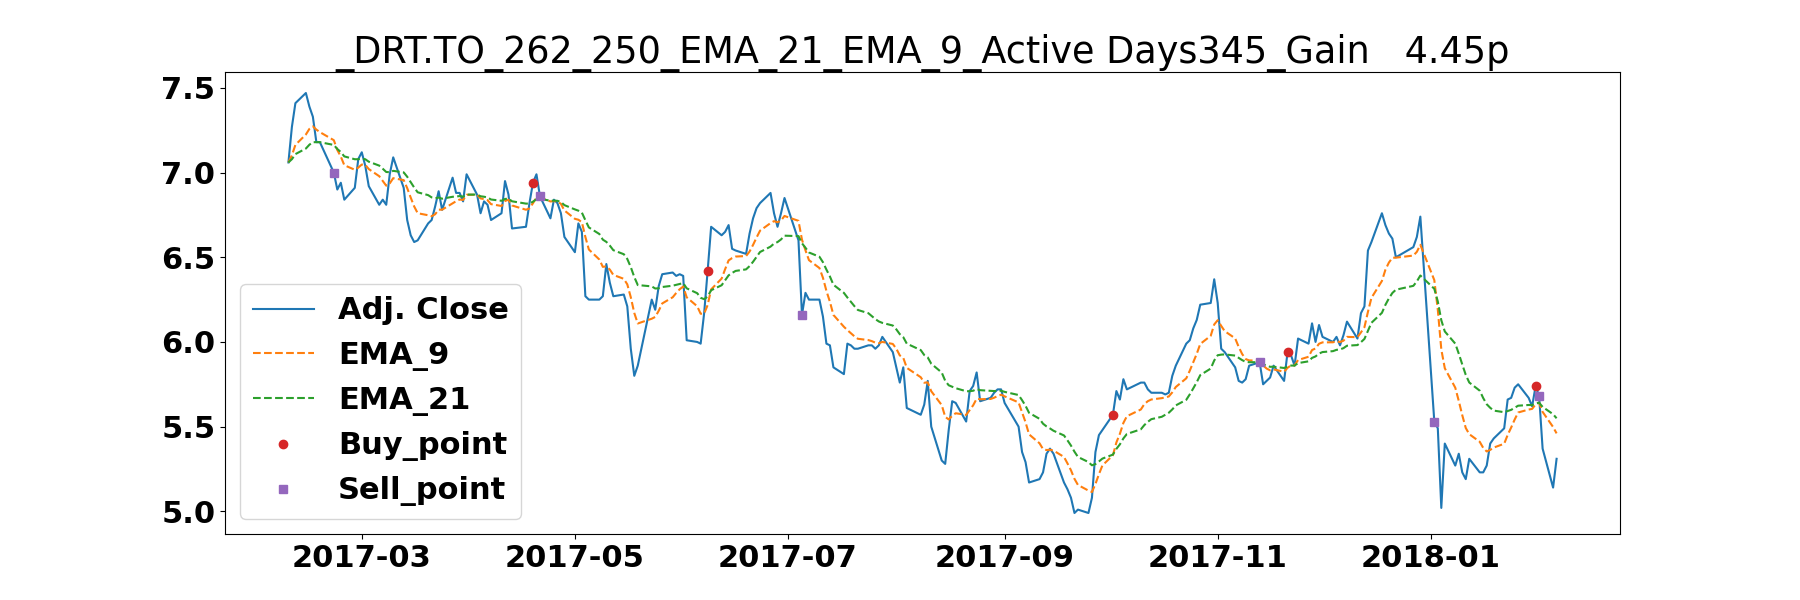 _DRT.TO_262_250_EMA_21_EMA_9_Active Days345_Gain   4.45p
7.5
7.0
6.5
6.0
5.5
5.0
Adj. Close
EMA_9
EMA_21
Buy_point
Sell_point
2017-03 2017-05 2017-07 2017-09 2017-11 2018-01